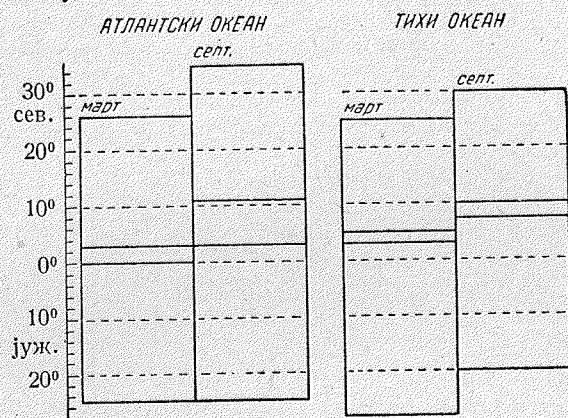 АТЛАНТСКИ ОКЕАН
ТИХИ ОКЕАН
септ.
септ.
март
март
30⁰
сев.
20⁰
10⁰
0⁰
10⁰
јуж.
20⁰